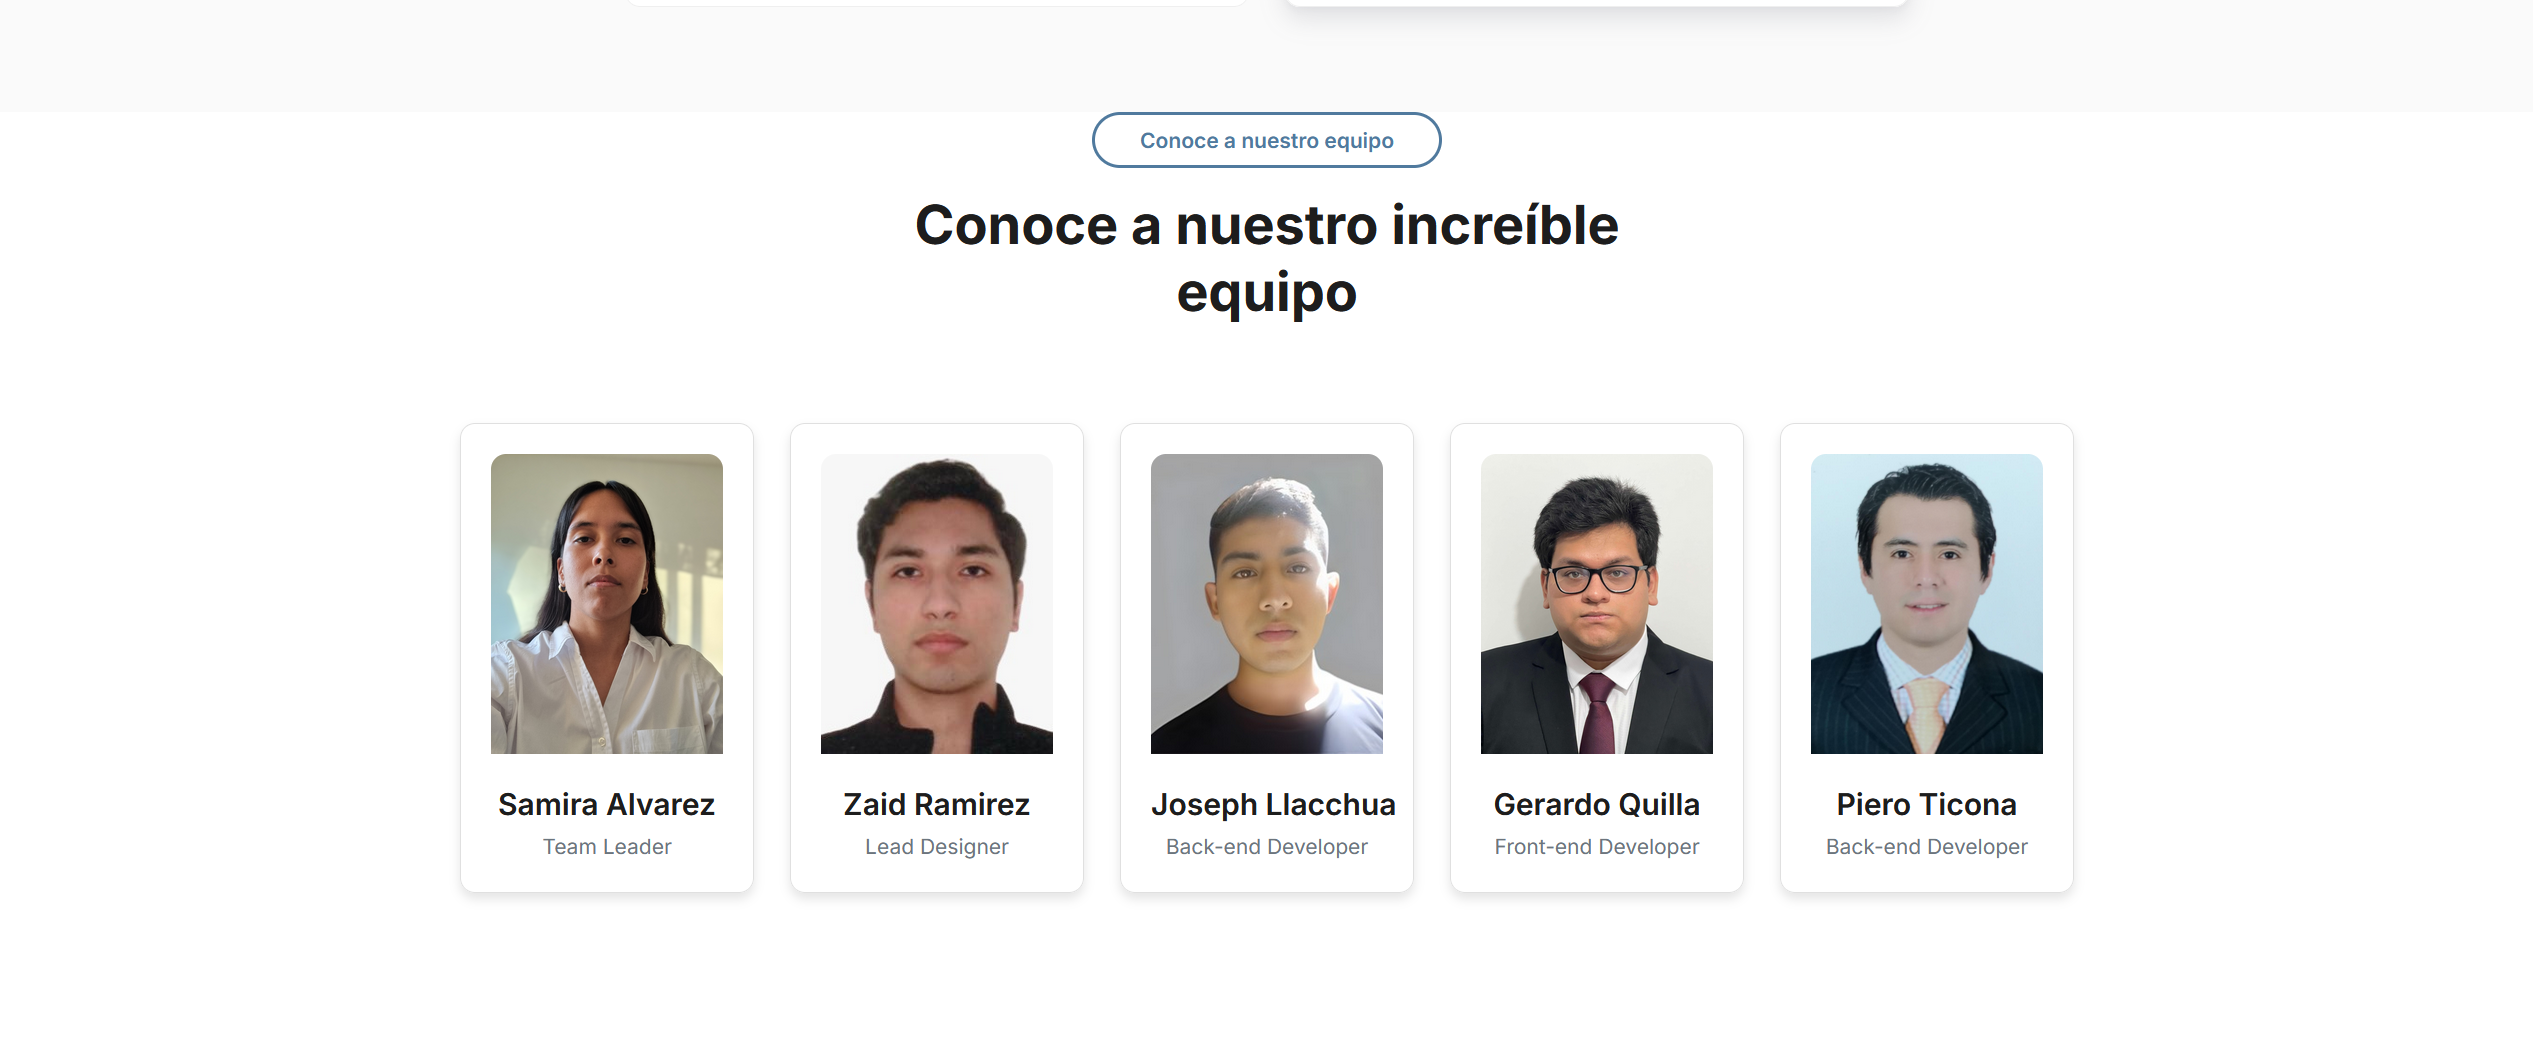 Conoce a nuestro equipo
Conoce a nuestro increíble
equipo
Samira Alvarez
Team Leader
Zaid Ramirez
Lead Designer
Joseph Llacchua
Back-end Developer
Gerardo Quilla
Front-end Developer
Piero Ticona
Back-end Developer